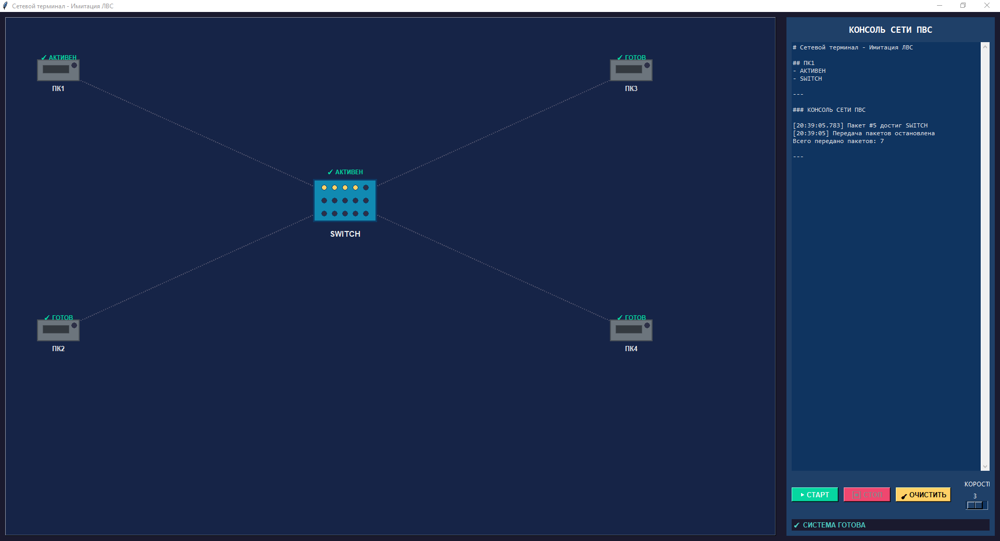 Сетевой терминал - Имитация ЛВС
✓ АКТИВЕН
ПК1
✓ ГОТОВ
ПК3
✓ АКТИВЕН
SWITCH
✓ ГОТОВ
ПК2
✓ ГОТОВ
ПК4
КОНСОЛЬ СЕТИ ПВС
# Сетевой терминал - Имитация ЛВС
## ПК1
- АКТИВЕН
- SWITCH
---
### КОНСОЛЬ СЕТИ ПВС
[20:39:05.783] Пакет #5 достиг SWITCH
[20:39:05] Передача пакетов остановлена
Всего передано пакетов: 7
---
СТАРТ
СТОП
ОЧИСТИТЬ
КОРОСТ
3
✓ СИСТЕМА ГОТОВА